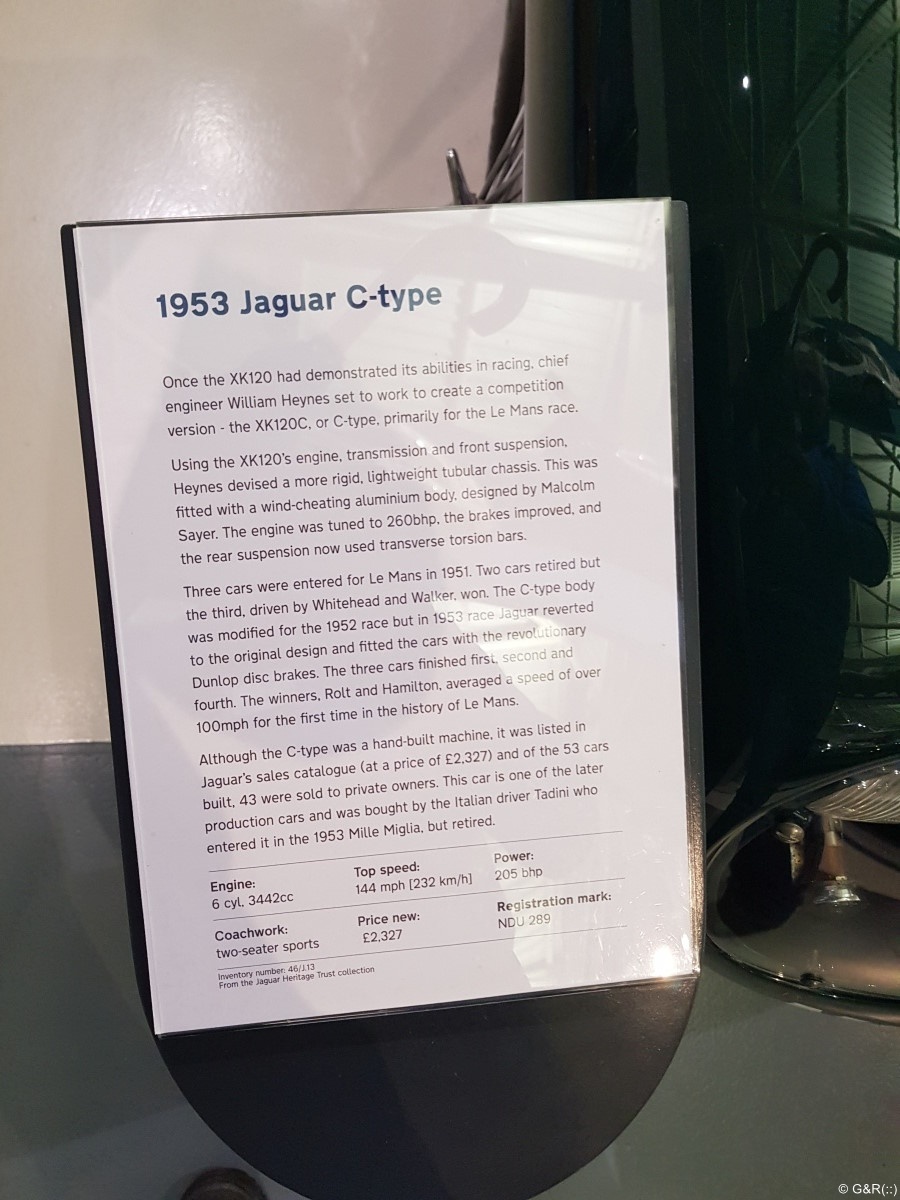 1953 Jaguar C-type
Once the XK120 had demonstrated its abilities in racing, chief
engineer William Heynes set to work to create a competition
version - the XK120C, or C-type, primarily for the Le Mans race.
Using the XK120's engine, transmission and front suspension,
Heynes devised a more rigid, lightweight tubular chassis. This was
fitted with a wind-cheating aluminium body, designed by Malcolm
Sayer. The engine was tuned to 260bhp, the brakes improved, and
the rear suspension now used transverse torsion bars.
Three cars were entered for Le Mans in 1951. Two cars retired but
the third, driven by Whitehead and Walker, won. The C-type body
was modified for the 1952 race but in 1953 race Jaguar reverted
to the original design and fitted the cars with the revolutionary
Dunlop disc brakes. The three cars finished first, second and
fourth. The winners, Rolt and Hamilton, averaged a speed of over
100mph for the first time in the history of Le Mans.
Although the C-type was a hand-built machine, it was listed in
Jaguar's sales catalogue (at a price of £2,327) and of the 53 cars
built, 43 were sold to private owners. This car is one of the later
production cars and was bought by the Italian driver Tadini who
entered it in the 1953 Mille Miglia, but retired.
Engine: Top speed: Power:
6 cyl, 3442cc 144 mph [232 km/h] 205 bhp
Coachwork: Price new: Registration mark:
two-seater sports £2,327 NDU 289
Inventory number: 46/J.13
From the Jaguar Heritage Trust collection
© G&R(::)